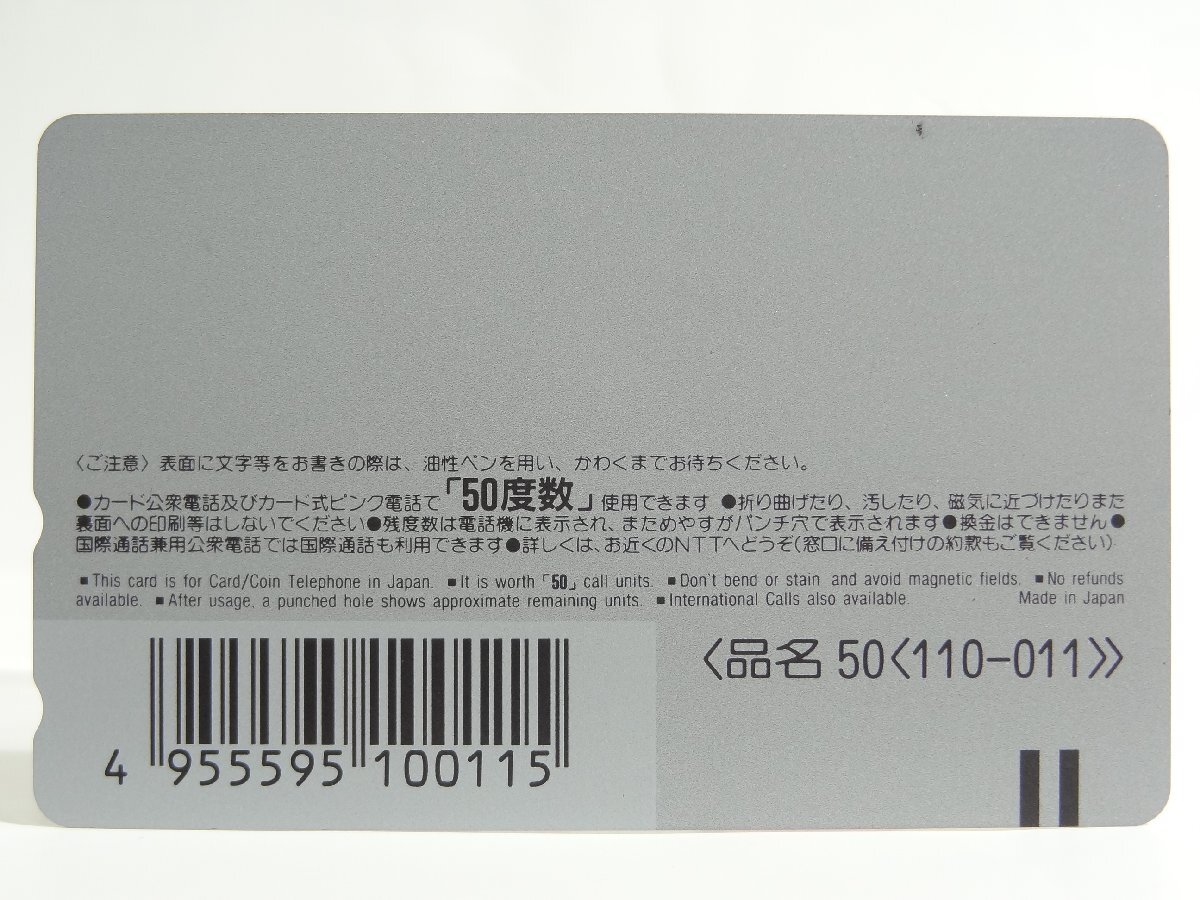 〈ご注意〉表面に文字等をお書きの際は、油性ペンを用い、かわくまでお待ちください。
●カード公衆電話及びカード式ピンク電話で「50度数」使用できます ●折り曲げたり、汚したり、磁気に近づけたりまた
裏面への印刷等はしないでください●残度数は電話機に表示され、まためやすがパンチ穴で表示されます●換金はできません●
国際通話兼用公衆電話では国際通話も利用できます●詳しくは、お近くのNTTへどうぞ(窓口に備え付けの約款もご覧ください)
■This card is for Card/Coin Telephone in Japan. ■It is worth「50」call units. ■Don't bend or stain and avoid magnetic fields. ■No refunds
available. ■After usage, a punched hole shows approximate remaining units. ■International Calls also available. Made in Japan
〈品名 50〈110-011〉〉
4 955595 100115